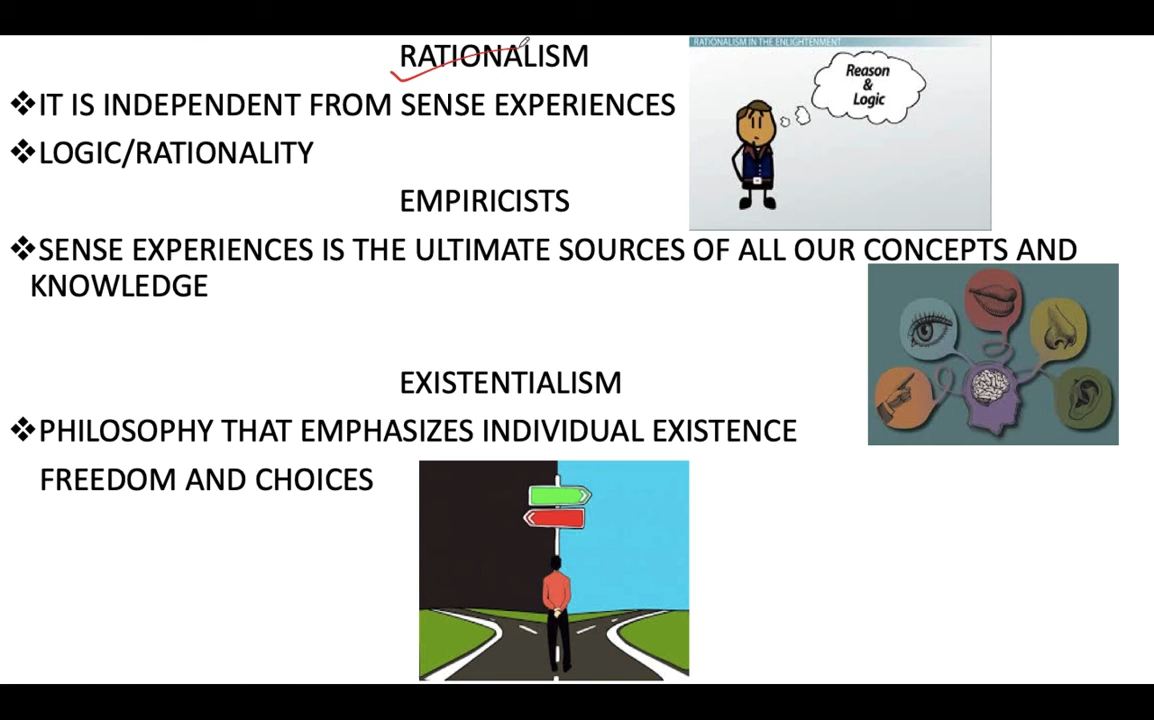 RATIONALISM
RATIONALISM IN THE ENLIGHTENMENT
Reason
&
Logic
❖IT IS INDEPENDENT FROM SENSE EXPERIENCES
❖LOGIC/RATIONALITY
EMPIRICISTS
❖SENSE EXPERIENCES IS THE ULTIMATE SOURCES OF ALL OUR CONCEPTS AND
KNOWLEDGE
EXISTENTIALISM
❖PHILOSOPHY THAT EMPHASIZES INDIVIDUAL EXISTENCE
FREEDOM AND CHOICES